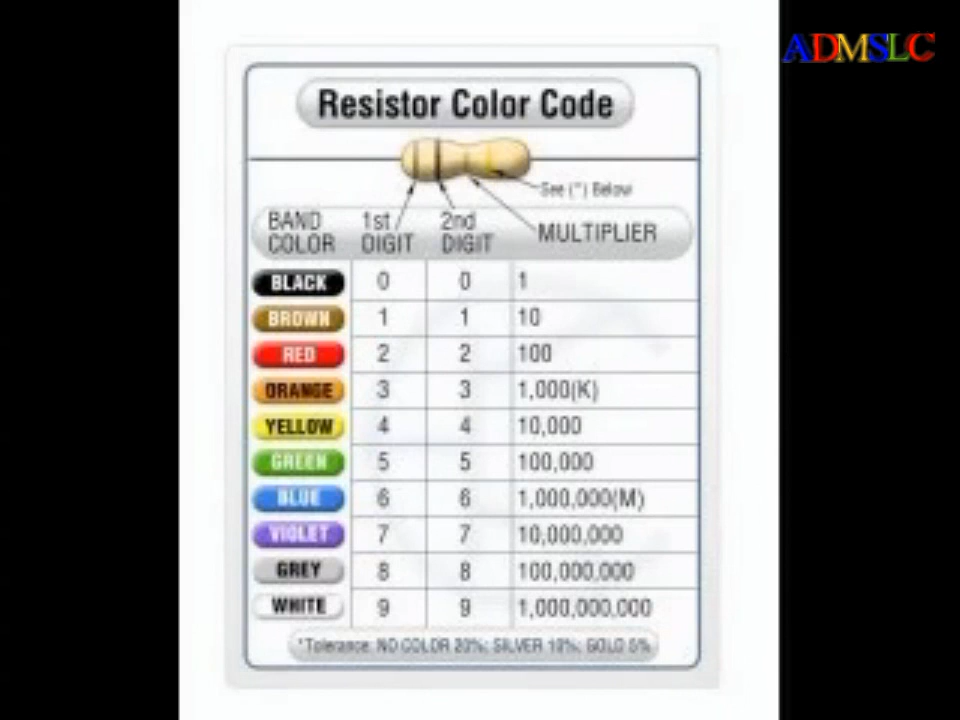 ADMSLC
Resistor Color Code
See (*) Below
BAND COLOR 1st DIGIT 2nd DIGIT MULTIPLIER
BLACK 0 0 1
BROWN 1 1 10
RED 2 2 100
ORANGE 3 3 1,000(K)
YELLOW 4 4 10,000
GREEN 5 5 100,000
BLUE 6 6 1,000,000(M)
VIOLET 7 7 10,000,000
GREY 8 8 100,000,000
WHITE 9 9 1,000,000,000
*Tolerance: NO COLOR 20%; SILVER 10%; GOLD 5%